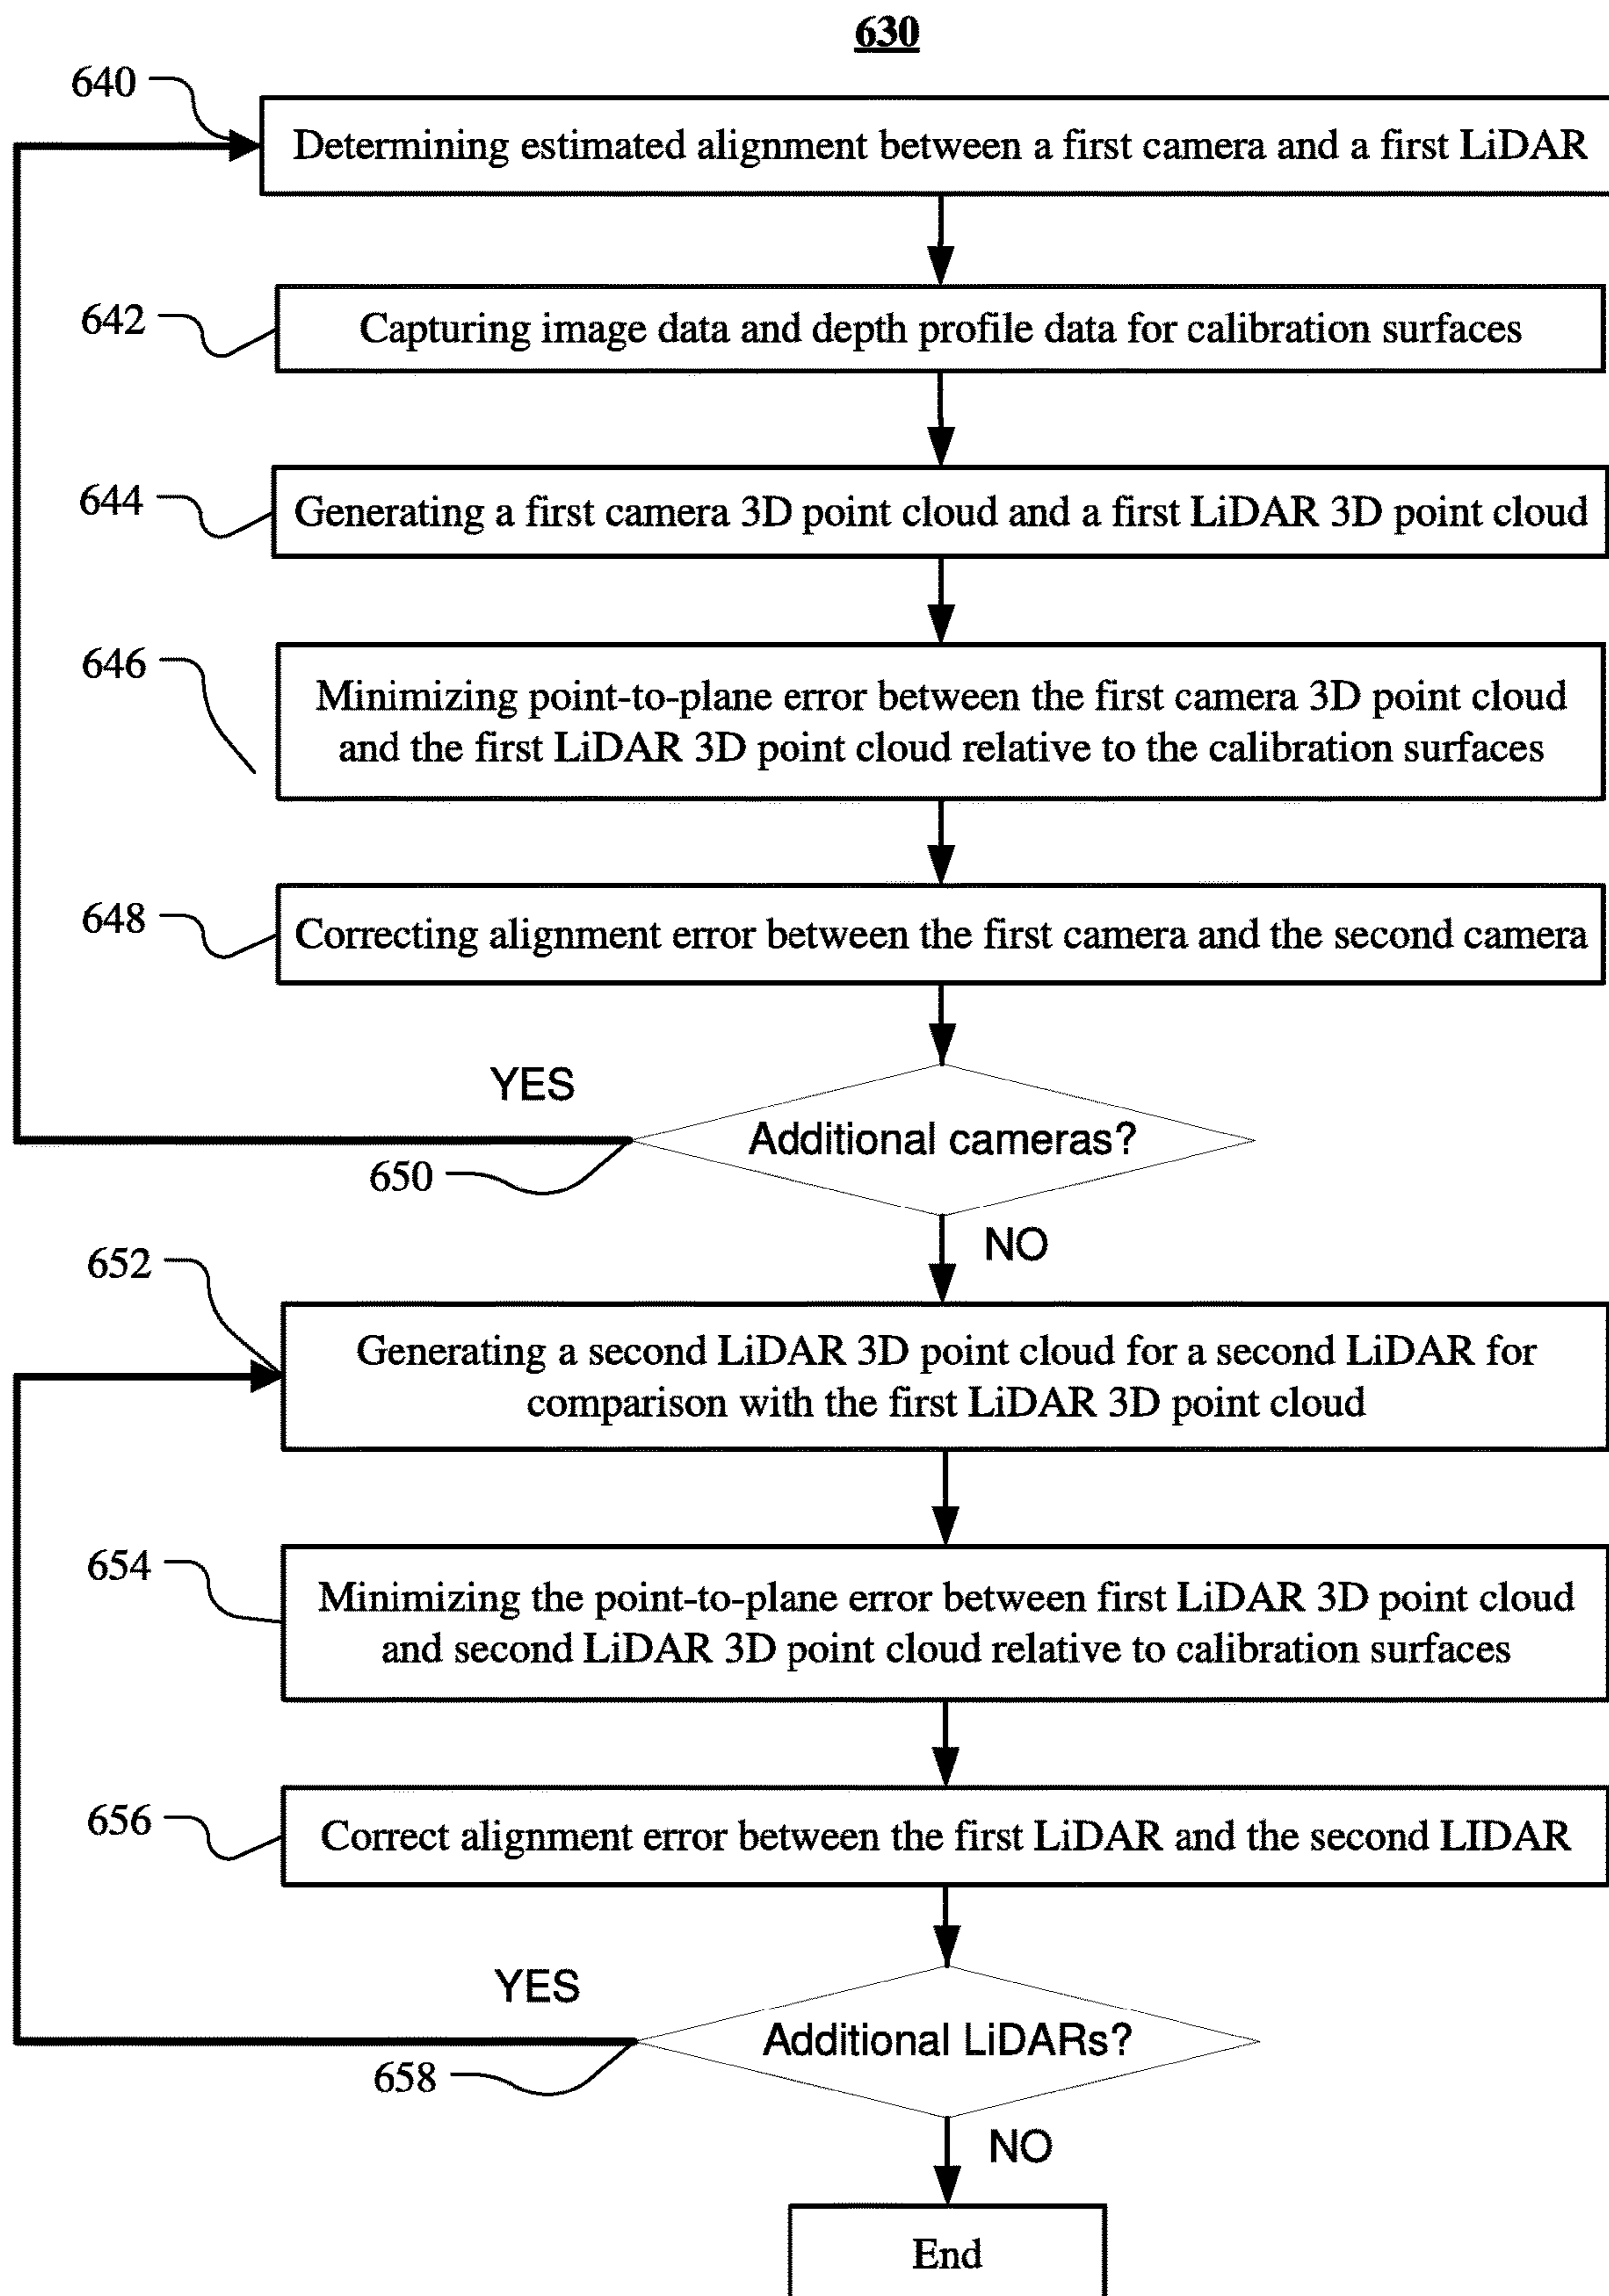 630
640
Determining estimated alignment between a first camera and a first LiDAR
642
Capturing image data and depth profile data for calibration surfaces
644
Generating a first camera 3D point cloud and a first LiDAR 3D point cloud
646
Minimizing point-to-plane error between the first camera 3D point cloud
and the first LiDAR 3D point cloud relative to the calibration surfaces
648
Correcting alignment error between the first camera and the second camera
YES
Additional cameras?
650
NO
652
Generating a second LiDAR 3D point cloud for a second LiDAR for
comparison with the first LiDAR 3D point cloud
654
Minimizing the point-to-plane error between first LiDAR 3D point cloud
and second LiDAR 3D point cloud relative to calibration surfaces
656
Correct alignment error between the first LiDAR and the second LIDAR
YES
Additional LiDARs?
658
NO
End